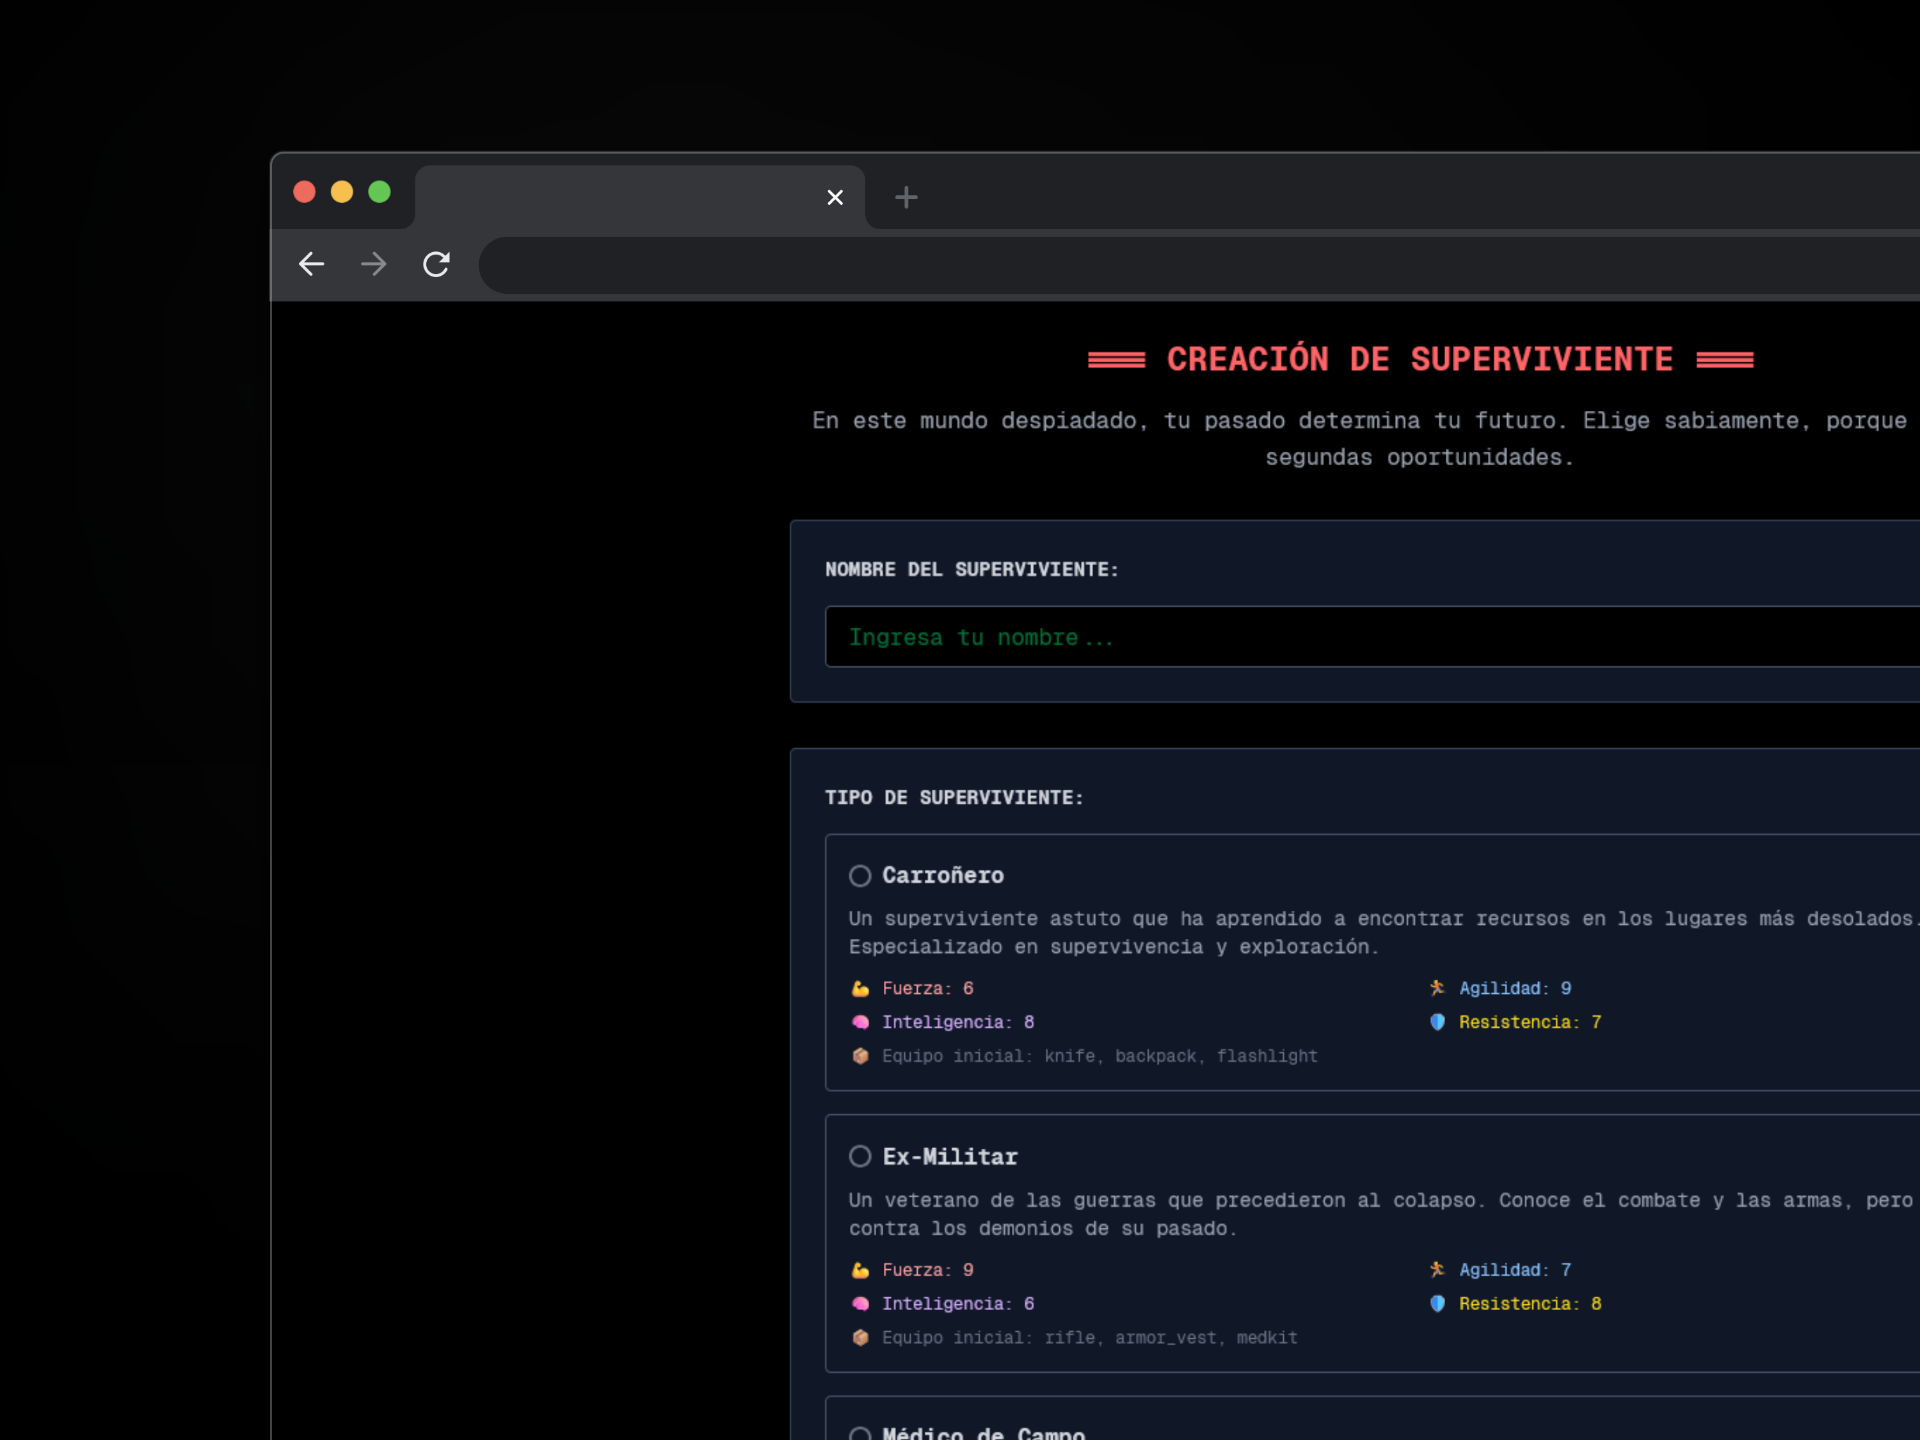 ═══ CREACIÓN DE SUPERVIVIENTE ═══
En este mundo despiadado, tu pasado determina tu futuro. Elige sabiamente, porque
segundas oportunidades.
NOMBRE DEL SUPERVIVIENTE:
Ingresa tu nombre...
TIPO DE SUPERVIVIENTE:
Carroñero
Un superviviente astuto que ha aprendido a encontrar recursos en los lugares más desolados.
Especializado en supervivencia y exploración.
💪 Fuerza: 6 🏃 Agilidad: 9
🧠 Inteligencia: 8 🛡️ Resistencia: 7
📦 Equipo inicial: knife, backpack, flashlight
Ex-Militar
Un veterano de las guerras que precedieron al colapso. Conoce el combate y las armas, pero
contra los demonios de su pasado.
💪 Fuerza: 9 🏃 Agilidad: 7
🧠 Inteligencia: 6 🛡️ Resistencia: 8
📦 Equipo inicial: rifle, armor_vest, medkit
Médico de Campo